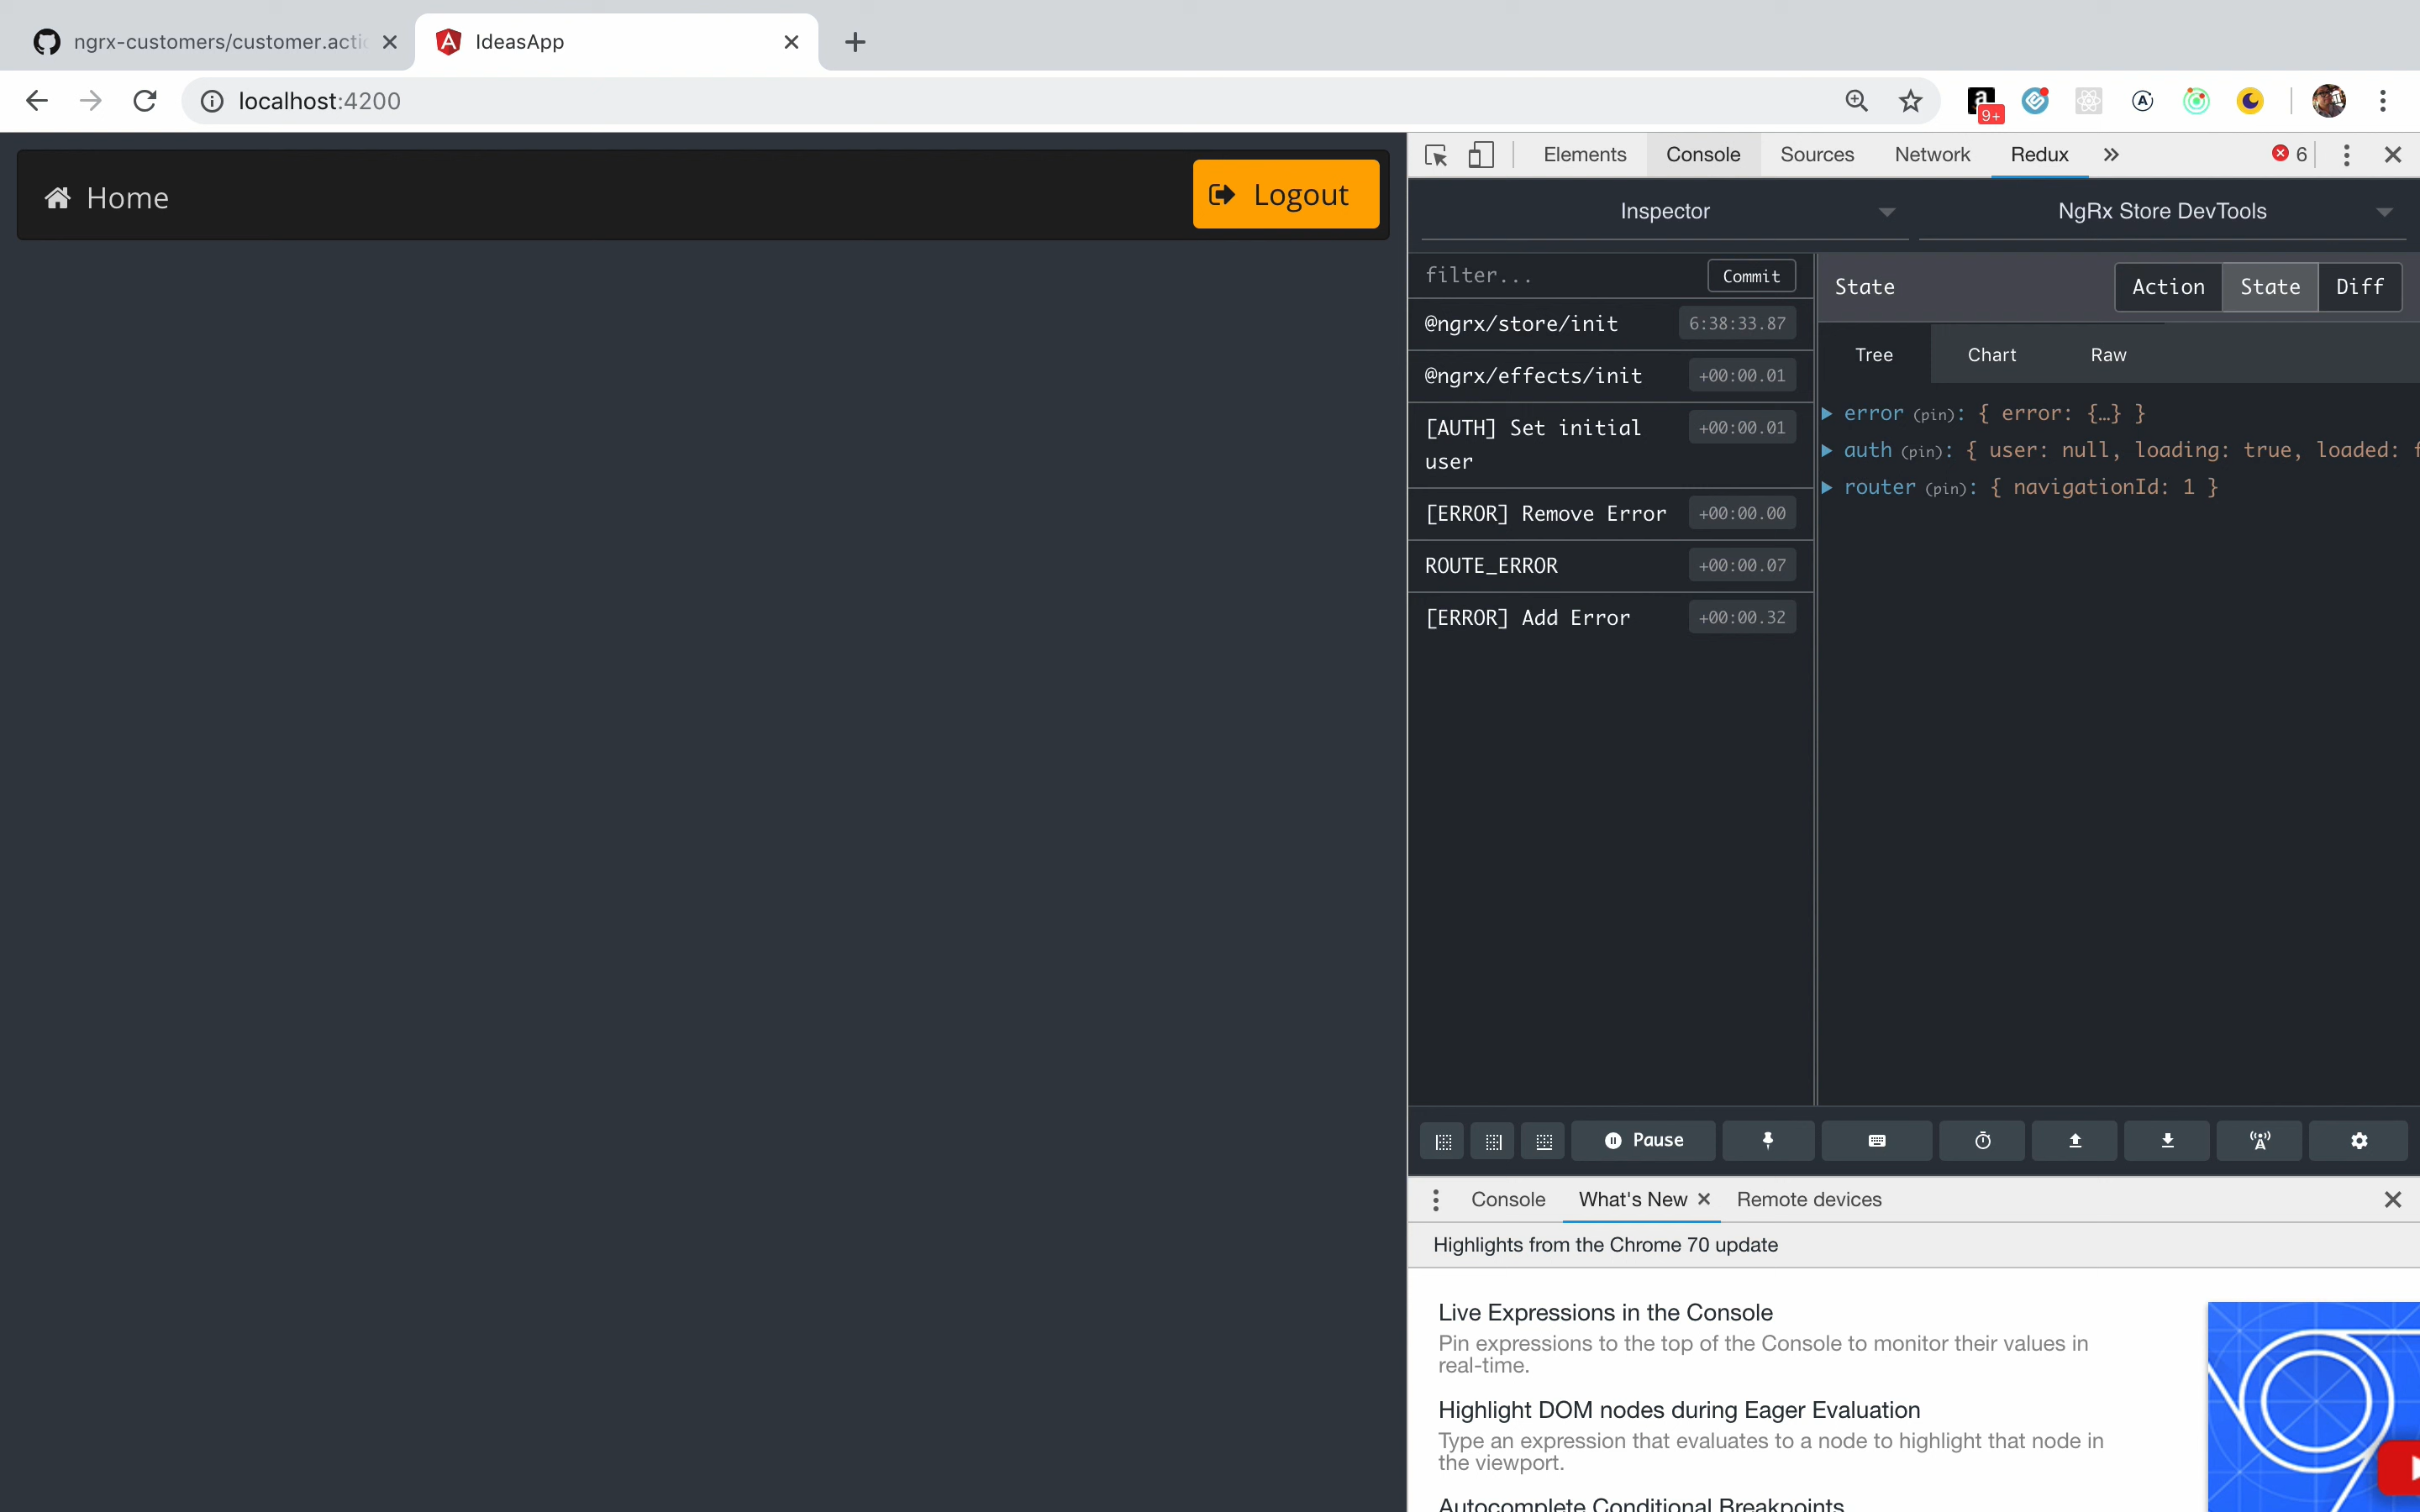 ngrx-customers/customer.acti
IdeasApp
localhost:4200
9+
Home
Logout
Elements Console Sources Network Redux 6
Inspector NgRx Store DevTools
filter... Commit
@ngrx/store/init 6:38:33.87
@ngrx/effects/init +00:00.01
[AUTH] Set initial user +00:00.01
[ERROR] Remove Error +00:00.00
ROUTE_ERROR +00:00.07
[ERROR] Add Error +00:00.32
State Action State Diff
Tree Chart Raw
error (pin): { error: {…} }
auth (pin): { user: null, loading: true, loaded: f
router (pin): { navigationId: 1 }
Pause
Console What's New Remote devices
Highlights from the Chrome 70 update
Live Expressions in the Console
Pin expressions to the top of the Console to monitor their values in
real-time.
Highlight DOM nodes during Eager Evaluation
Type an expression that evaluates to a node to highlight that node in
the viewport.
Autocomplete Conditional Breakpoints